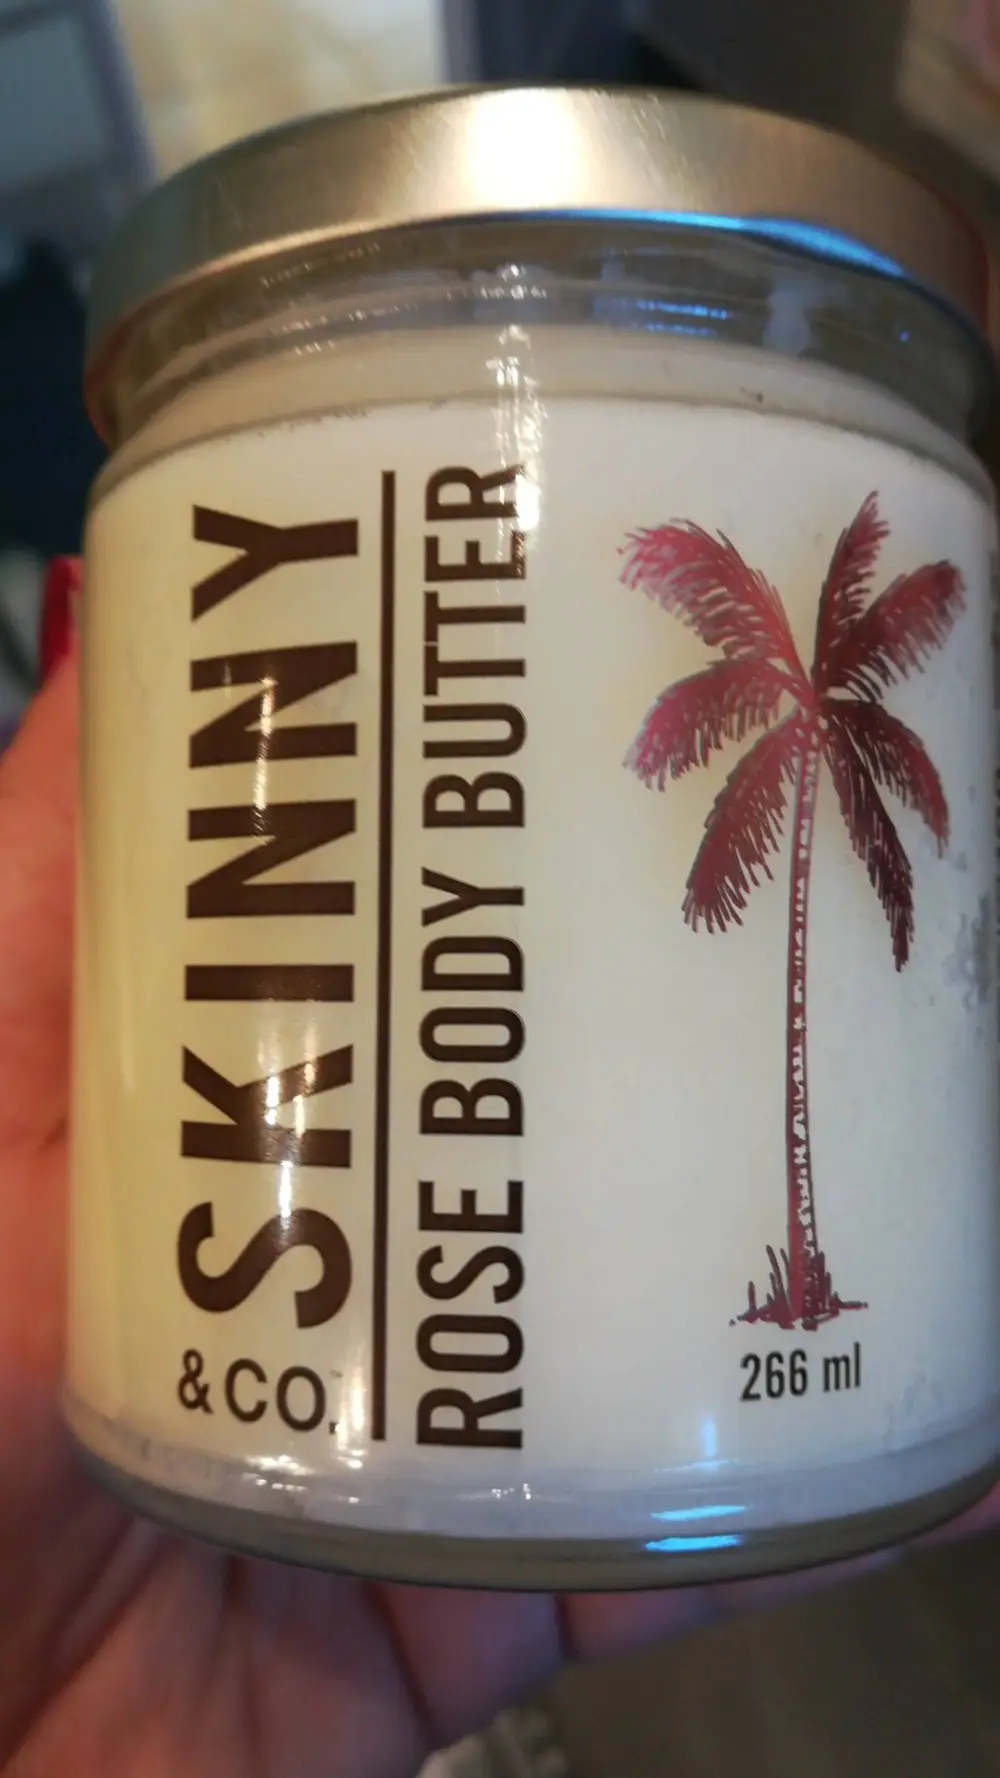 SKINNY
& CO.
ROSE BODY BUTTER
266 ml